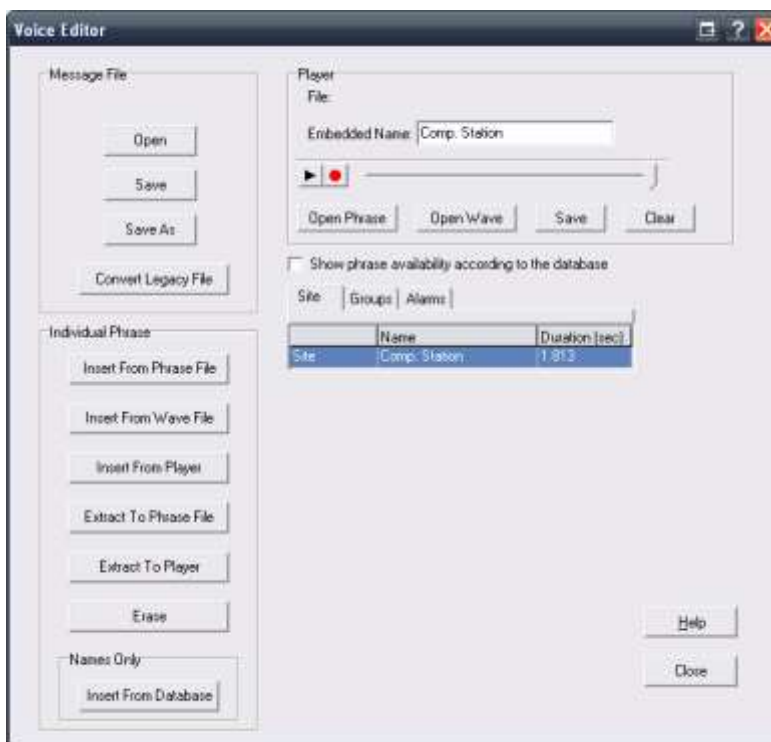 Voice Editor
Message File
Open
Save
Save As
Convert Legacy File
Individual Phrase
Insert From Phrase File
Insert From Wave File
Insert From Player
Extract To Phrase File
Extract To Player
Erase
Names Only
Insert From Database
Player
File:
Embedded Name: Comp. Station
Open Phrase Open Wave Save Clear
Show phrase availability according to the database
Site Groups Alarms
Name Duration (sec)
Site Comp. Station 1.813
Help
Close